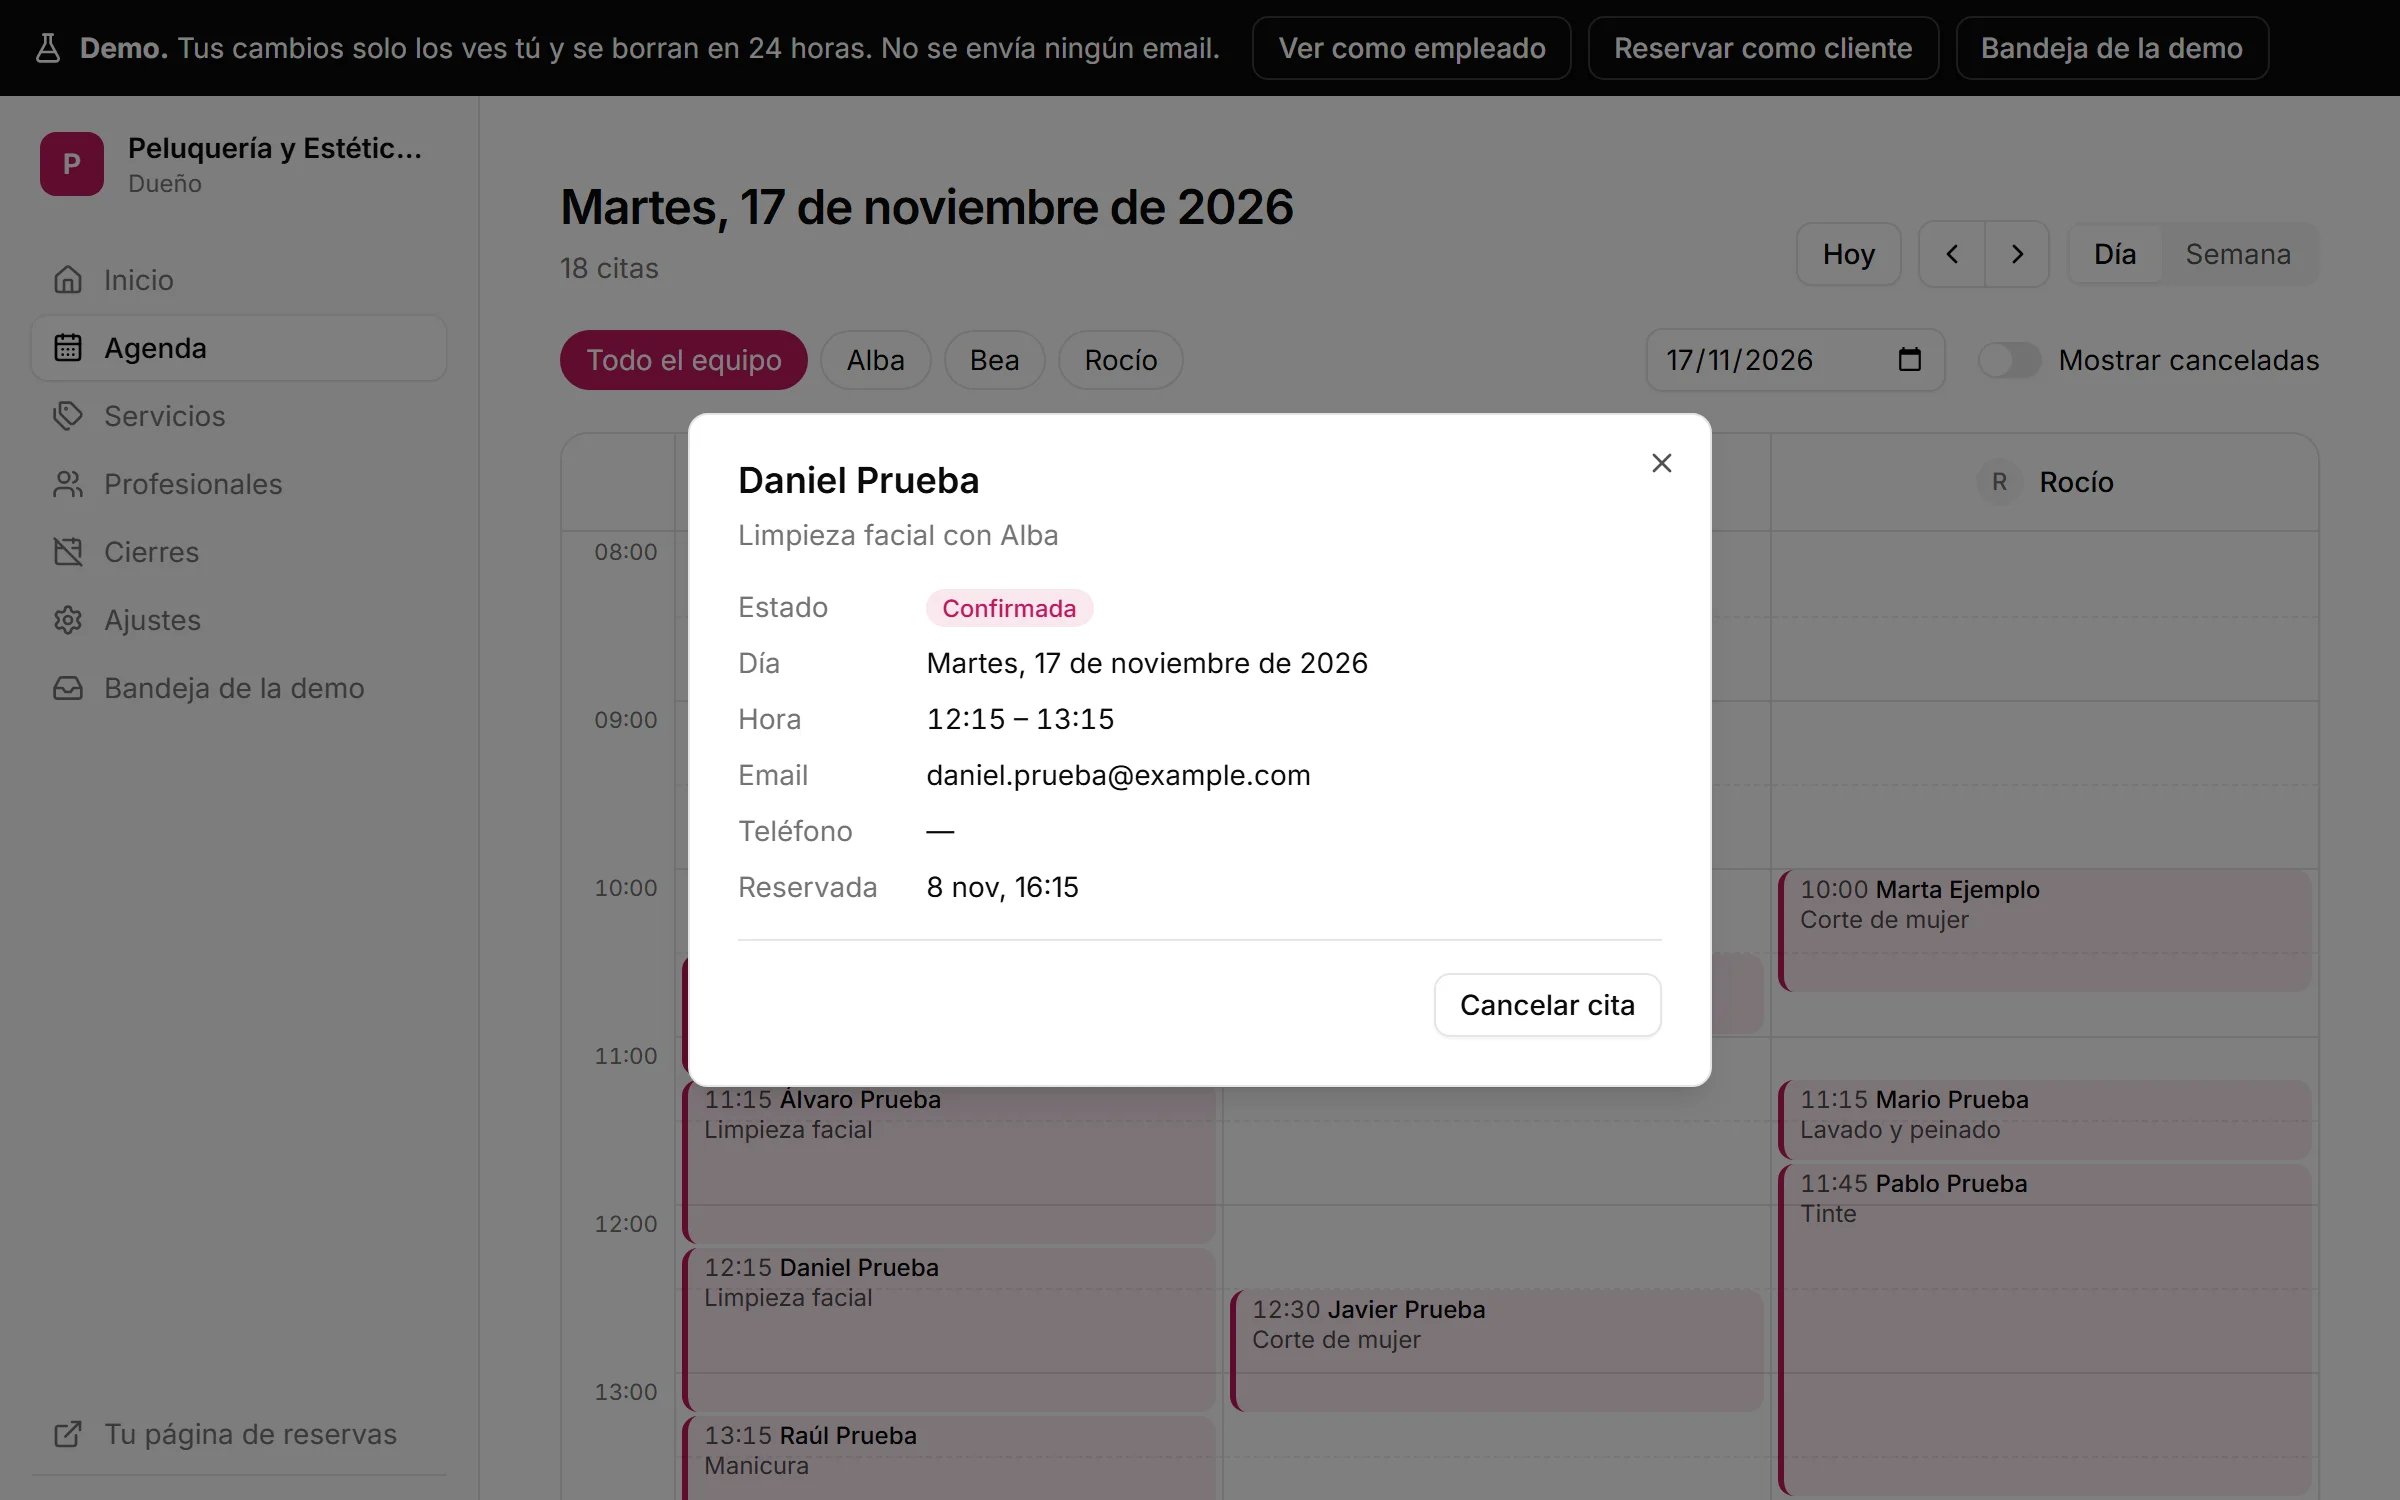 Demo. Tus cambios solo los ves tú y se borran en 24 horas. No se envía ningún email.
Ver como empleado
Reservar como cliente
Bandeja de la demo
P
Peluquería y Estétic...
Dueño
Inicio
Agenda
Servicios
Profesionales
Cierres
Ajustes
Bandeja de la demo
Tu página de reservas
Martes, 17 de noviembre de 2026
18 citas
Hoy
Día
Semana
Todo el equipo
Alba
Bea
Rocío
17/11/2026
Mostrar canceladas
R Rocío
08:00
09:00
10:00
11:00
12:00
13:00
Daniel Prueba
Limpieza facial con Alba
Estado Confirmada
Día Martes, 17 de noviembre de 2026
Hora 12:15 – 13:15
Email daniel.prueba@example.com
Teléfono —
Reservada 8 nov, 16:15
Cancelar cita
11:15 Álvaro Prueba
Limpieza facial
12:15 Daniel Prueba
Limpieza facial
13:15 Raúl Prueba
Manicura
12:30 Javier Prueba
Corte de mujer
10:00 Marta Ejemplo
Corte de mujer
11:15 Mario Prueba
Lavado y peinado
11:45 Pablo Prueba
Tinte